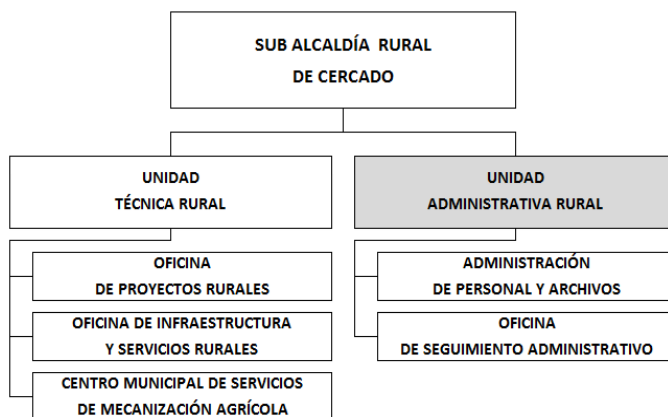 SUB ALCALDÍA RURAL
DE CERCADO
UNIDAD
TÉCNICA RURAL
UNIDAD
ADMINISTRATIVA RURAL
OFICINA
DE PROYECTOS RURALES
OFICINA DE INFRAESTRUCTURA
Y SERVICIOS RURALES
CENTRO MUNICIPAL DE SERVICIOS
DE MECANIZACIÓN AGRÍCOLA
ADMINISTRACIÓN
DE PERSONAL Y ARCHIVOS
OFICINA
DE SEGUIMIENTO ADMINISTRATIVO